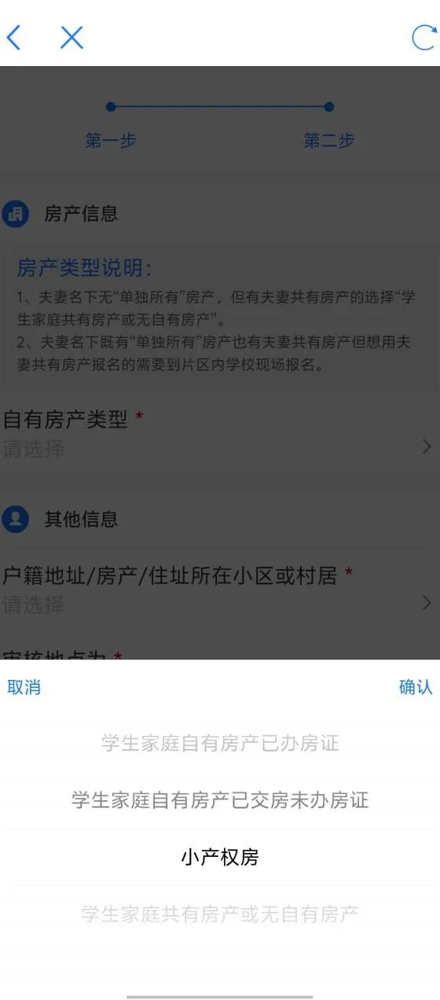 第一步
第二步
房产信息
房产类型说明：
1、夫妻名下无“单独所有”房产，但有夫妻共有房产的选择“学
生家庭共有房产或无自有房产”。
2、夫妻名下既有“单独所有”房产也有夫妻共有房产但想用夫
妻共有房产报名的需要到片区内学校现场报名。
自有房产类型 *
请选择
其他信息
户籍地址/房产/住址所在小区或村居 *
请选择
审核地点为 *
取消
确认
学生家庭自有房产已办房证
学生家庭自有房产已交房未办房证
小产权房
学生家庭共有房产或无自有房产